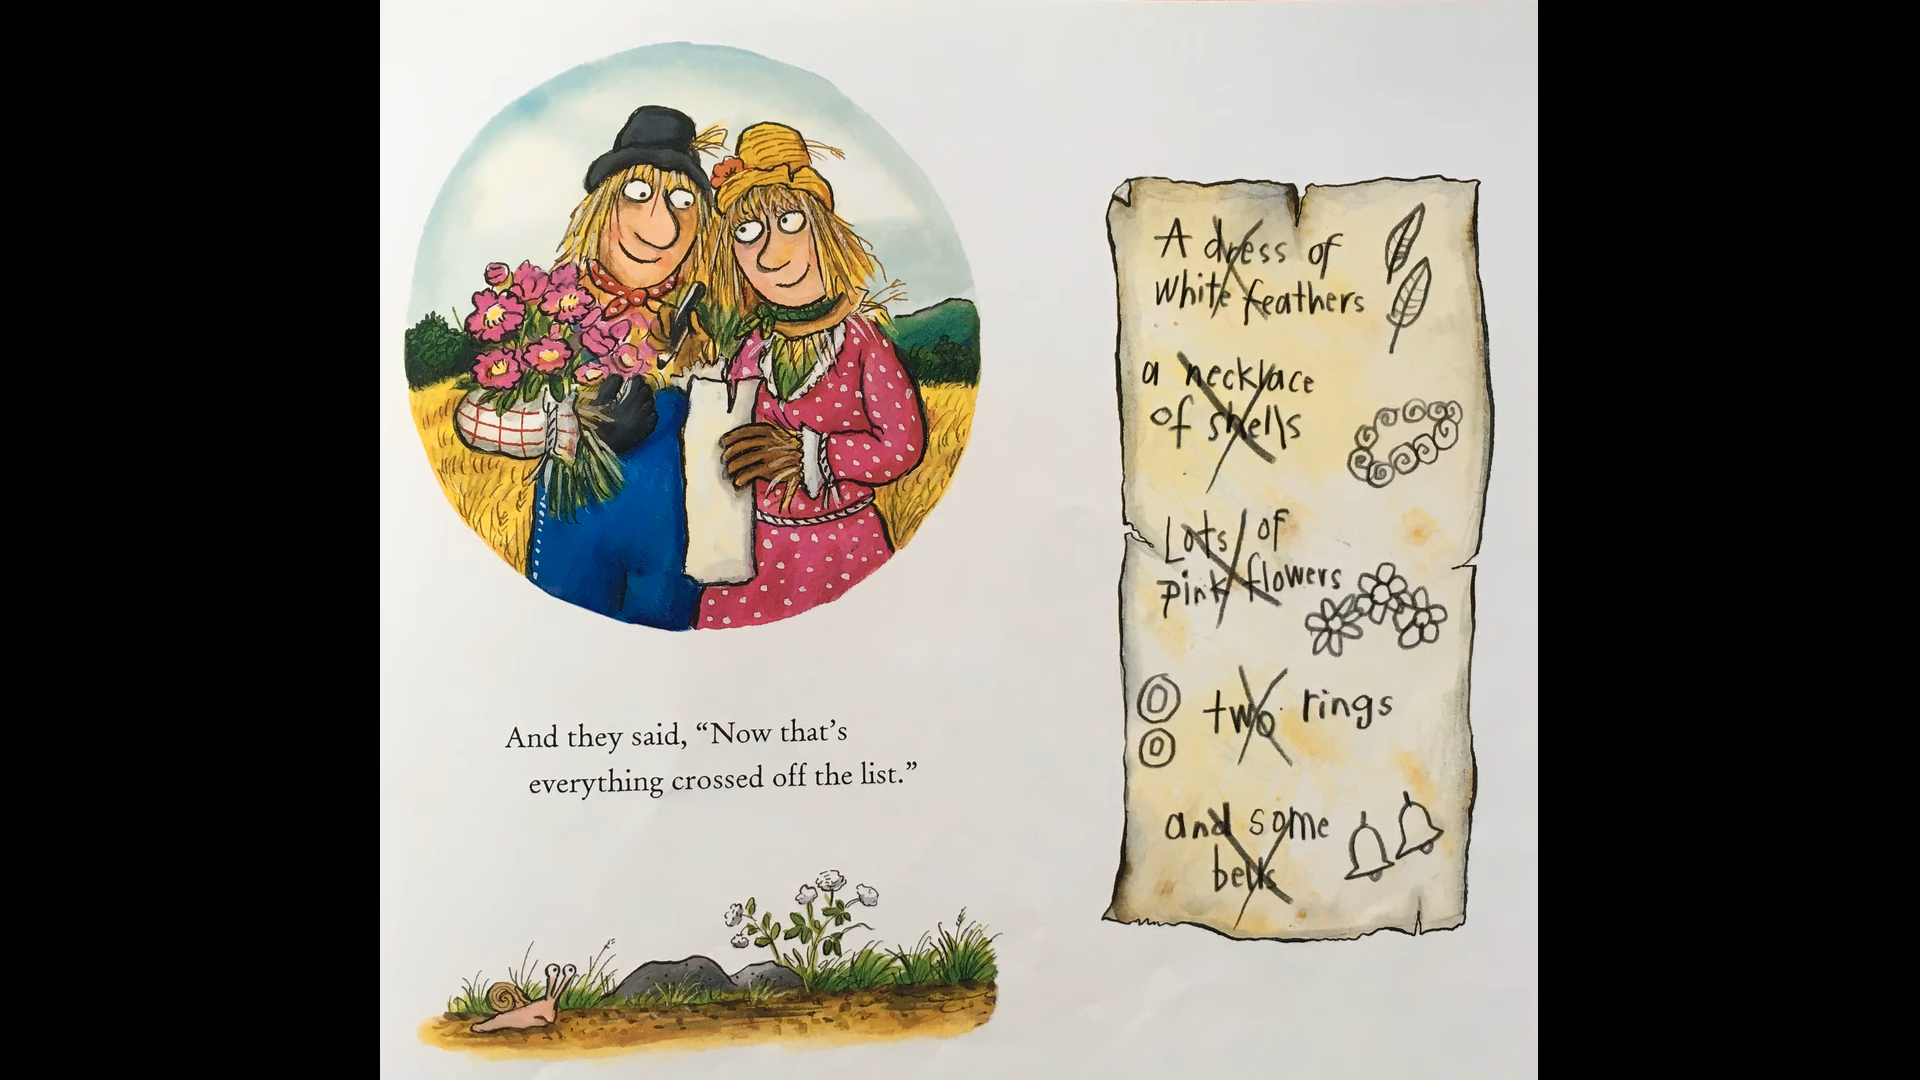 And they said, “Now that’s
everything crossed off the list.”
A dress of
white feathers
a necklace
of shells
Lots of
pink flowers
two rings
and some
bells